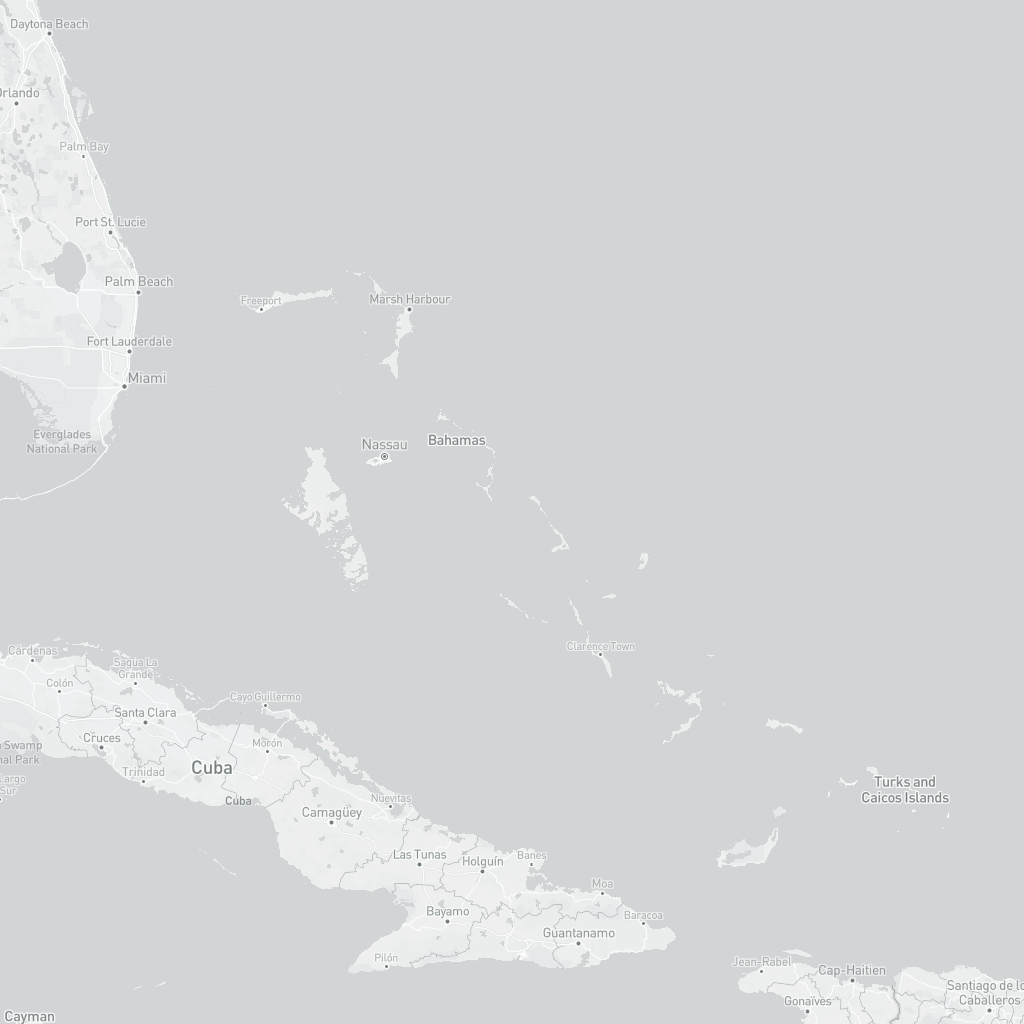 Daytona Beach
Orlando
Palm Bay
Port St. Lucie
Palm Beach
Freeport
Marsh Harbour
Fort Lauderdale
Miami
Everglades
National Park
Nassau
Bahamas
Clarence Town
Cárdenas
Sagua La
Grande
Colón
Cayo Guillermo
Santa Clara
Cruces
Morón
Swamp
nal Park
Trinidad
Cuba
Largo
Sur
Cuba
Turks and
Caicos Islands
Nuevitas
Camagüey
Las Tunas
Holguín
Banes
Moa
Bayamo
Baracoa
Guantanamo
Pilón
Jean-Rabel
Cap-Haitien
Gonaïves
Santiago de lo
Caballeros
Cayman